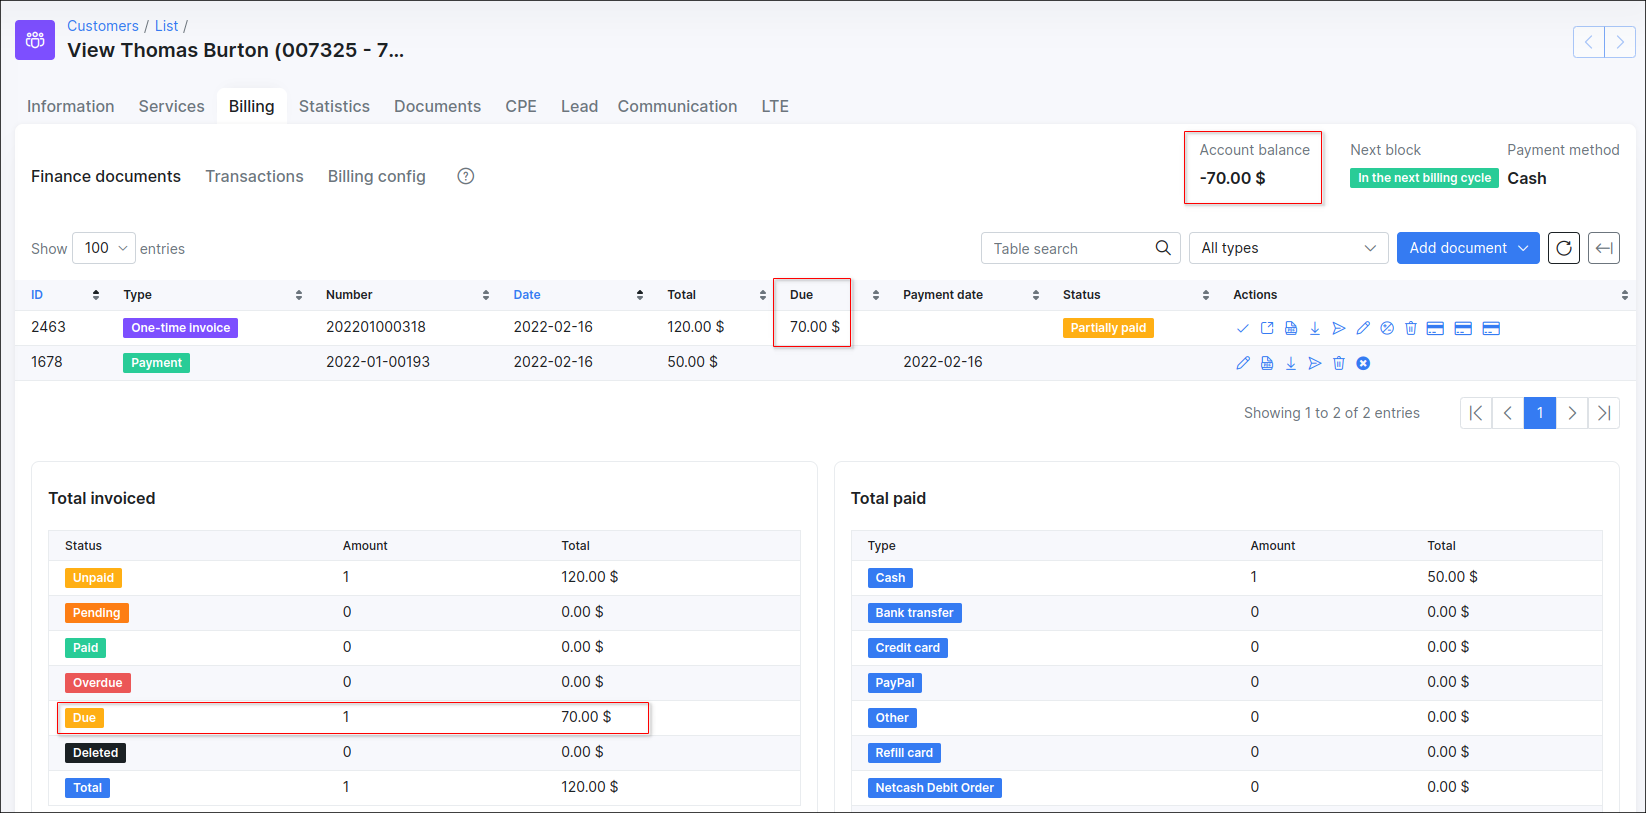 Customers / List /
View Thomas Burton (007325 - 7...
Information Services Billing Statistics Documents CPE Lead Communication LTE
Account balance Next block Payment method
Finance documents Transactions Billing config ?
-70.00 $ In the next billing cycle Cash
Show 100 entries Table search All types Add document
ID Type Number Date Total Due Payment date Status Actions
2463 One-time invoice 202201000318 2022-02-16 120.00 $ 70.00 $ Partially paid
1678 Payment 2022-01-00193 2022-02-16 50.00 $ 2022-02-16
Showing 1 to 2 of 2 entries 1
Total invoiced
Status Amount Total
Unpaid 1 120.00 $
Pending 0 0.00 $
Paid 0 0.00 $
Overdue 0 0.00 $
Due 1 70.00 $
Deleted 0 0.00 $
Total 1 120.00 $
Total paid
Type Amount Total
Cash 1 50.00 $
Bank transfer 0 0.00 $
Credit card 0 0.00 $
PayPal 0 0.00 $
Other 0 0.00 $
Refill card 0 0.00 $
Netcash Debit Order 0 0.00 $